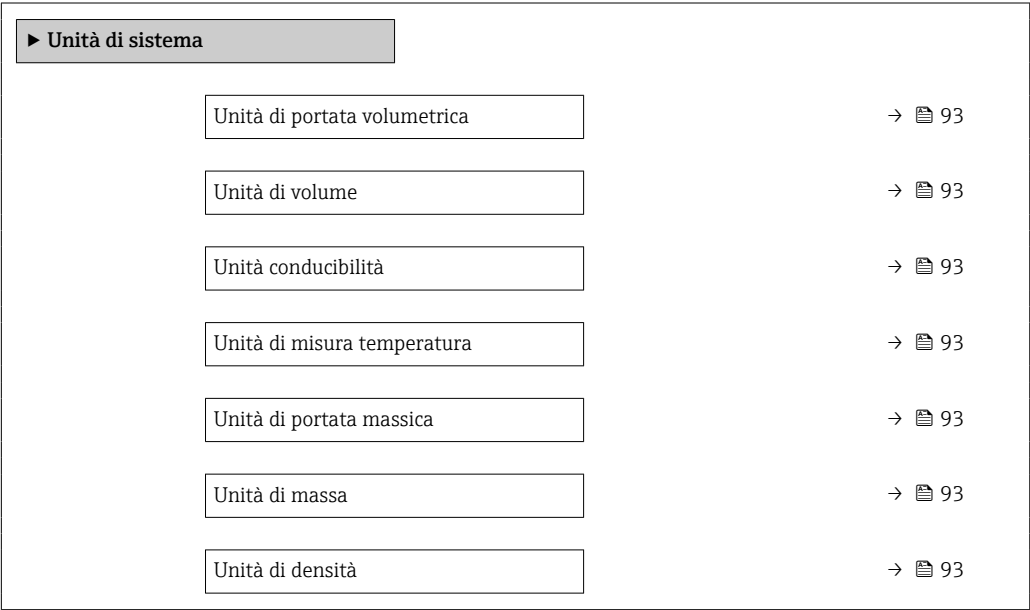 ▶ Unità di sistema
Unità di portata volumetrica → 93
Unità di volume → 93
Unità conducibilità → 93
Unità di misura temperatura → 93
Unità di portata massica → 93
Unità di massa → 93
Unità di densità → 93